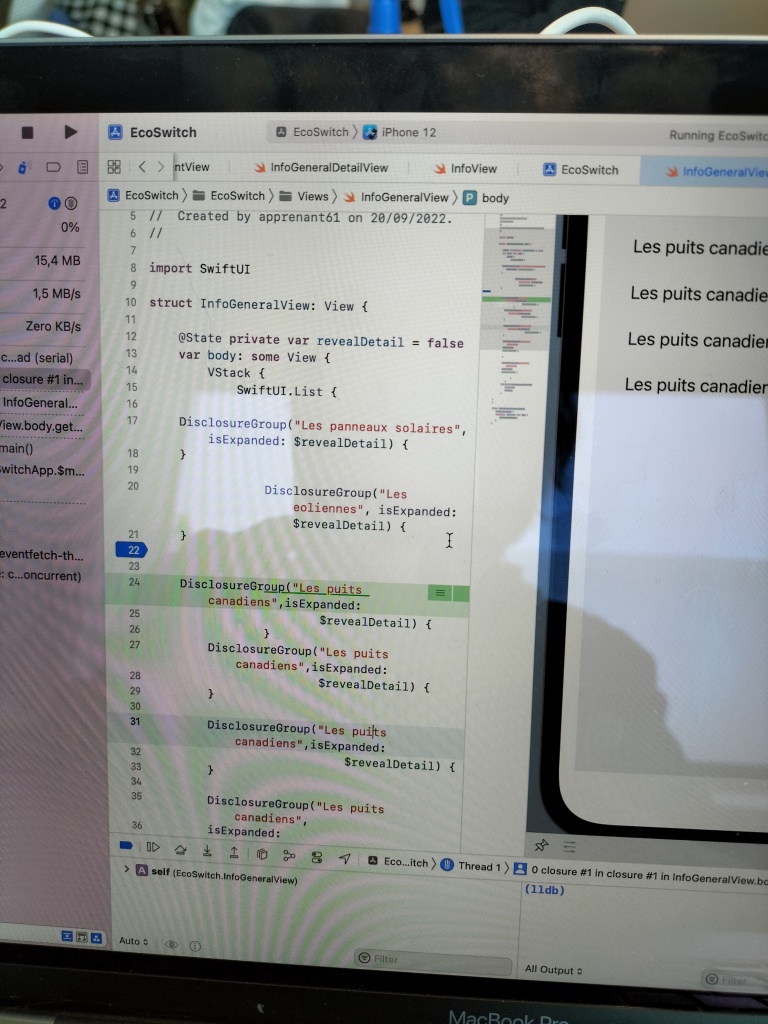 EcoSwitch
EcoSwitch
iPhone 12
Running EcoSwitc
ntView
InfoGeneralDetailView
InfoView
EcoSwitch
InfoGeneralView
EcoSwitch
EcoSwitch
Views
InfoGeneralView
P body
2
0%
15,4 MB
1,5 MB/s
Zero KB/s
c...ad (serial)
closure #1 in...
InfoGeneral...
View.body.get...
main()
SwitchApp.$m...
eventfetch-th...
: c...oncurrent)
5 // Created by apprenant61 on 20/09/2022.
6 //
7
8 import SwiftUI
9
10 struct InfoGeneralView: View {
11
12 @State private var revealDetail = false
13 var body: some View {
14 VStack {
15 SwiftUI.List {
16
17 DisclosureGroup("Les panneaux solaires",
isExpanded: $revealDetail) {
18 }
19
20 DisclosureGroup("Les
eoliennes", isExpanded:
$revealDetail) {
21 }
22
23
24 DisclosureGroup("Les puits
canadiens",isExpanded:
25 $revealDetail) {
26 }
27 DisclosureGroup("Les puits
canadiens",isExpanded:
28 $revealDetail) {
29 }
30
31 DisclosureGroup("Les puits
canadiens",isExpanded:
32 $revealDetail) {
33 }
34
35 DisclosureGroup("Les puits
canadiens",
36 isExpanded:
Les puits canadie
Les puits canadie
Les puits canadier
Les puits canadier
Eco...itch
Thread 1
0 closure #1 in closure #1 in InfoGeneralView.bo
A self (EcoSwitch.InfoGeneralView)
(lldb)
Auto
Filter
All Output
Filter
MacBook Pro